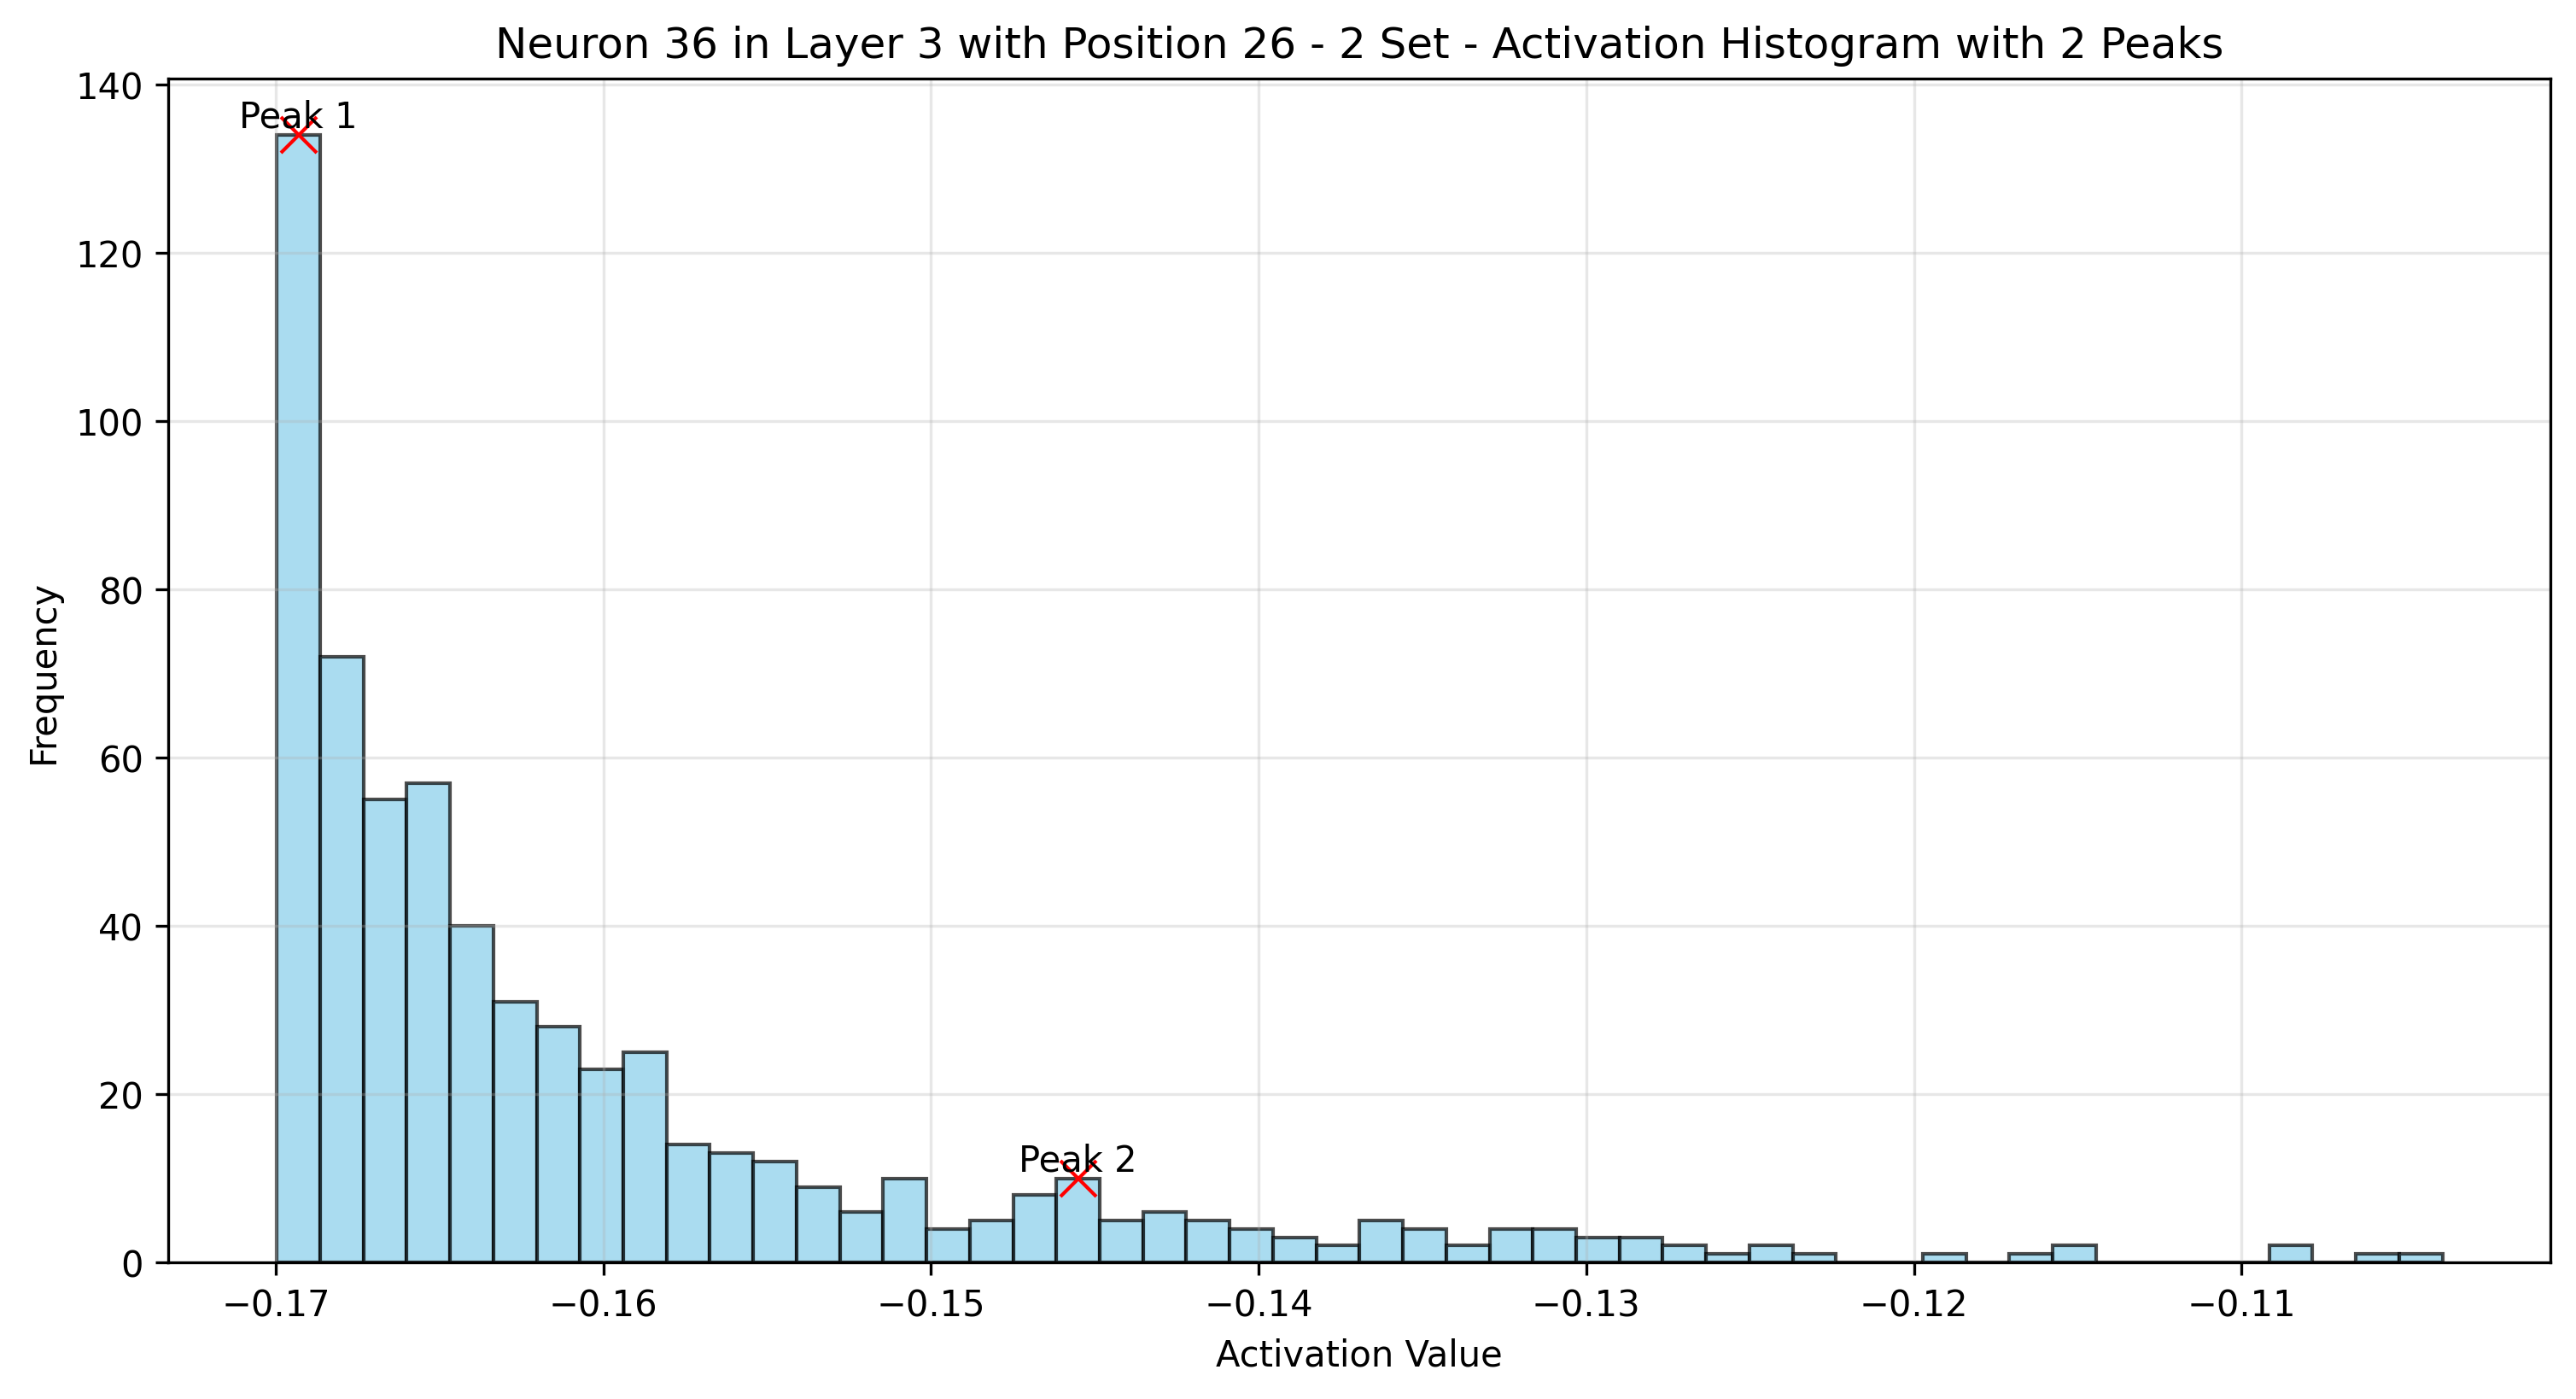 Neuron 36 in Layer 3 with Position 26 - 2 Set - Activation Histogram with 2 Peaks
140
120
100
80
60
40
20
0
Frequency
Peak 1
Peak 2
−0.17 −0.16 −0.15 −0.14 −0.13 −0.12 −0.11
Activation Value